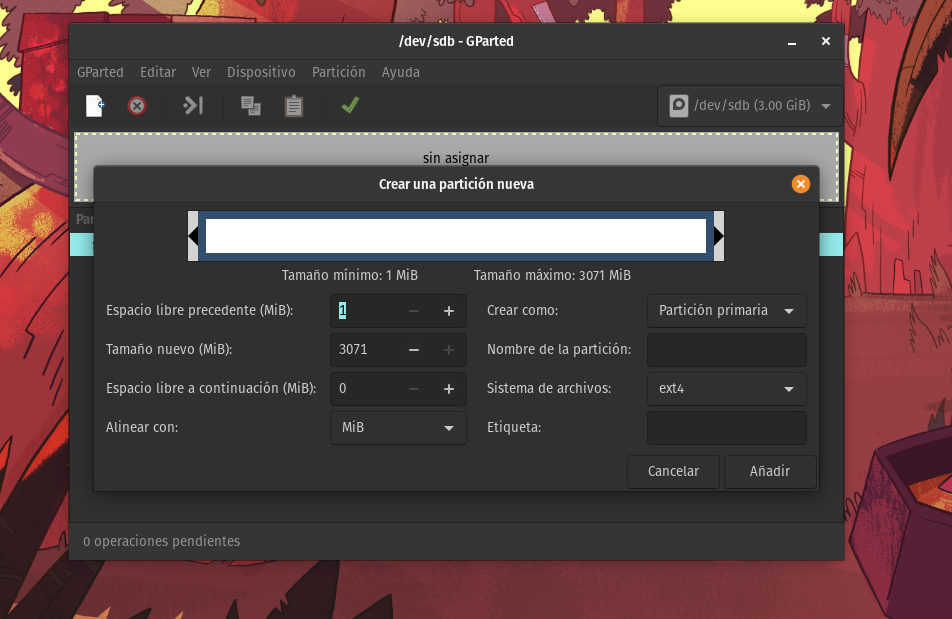 /dev/sdb - GParted
GParted Editar Ver Dispositivo Partición Ayuda
/dev/sdb (3.00 GiB)
sin asignar
Crear una partición nueva
Tamaño mínimo: 1 MiB Tamaño máximo: 3071 MiB
Espacio libre precedente (MiB): 1 Crear como: Partición primaria
Tamaño nuevo (MiB): 3071 Nombre de la partición:
Espacio libre a continuación (MiB): 0 Sistema de archivos: ext4
Alinear con: MiB Etiqueta:
Cancelar Añadir
0 operaciones pendientes